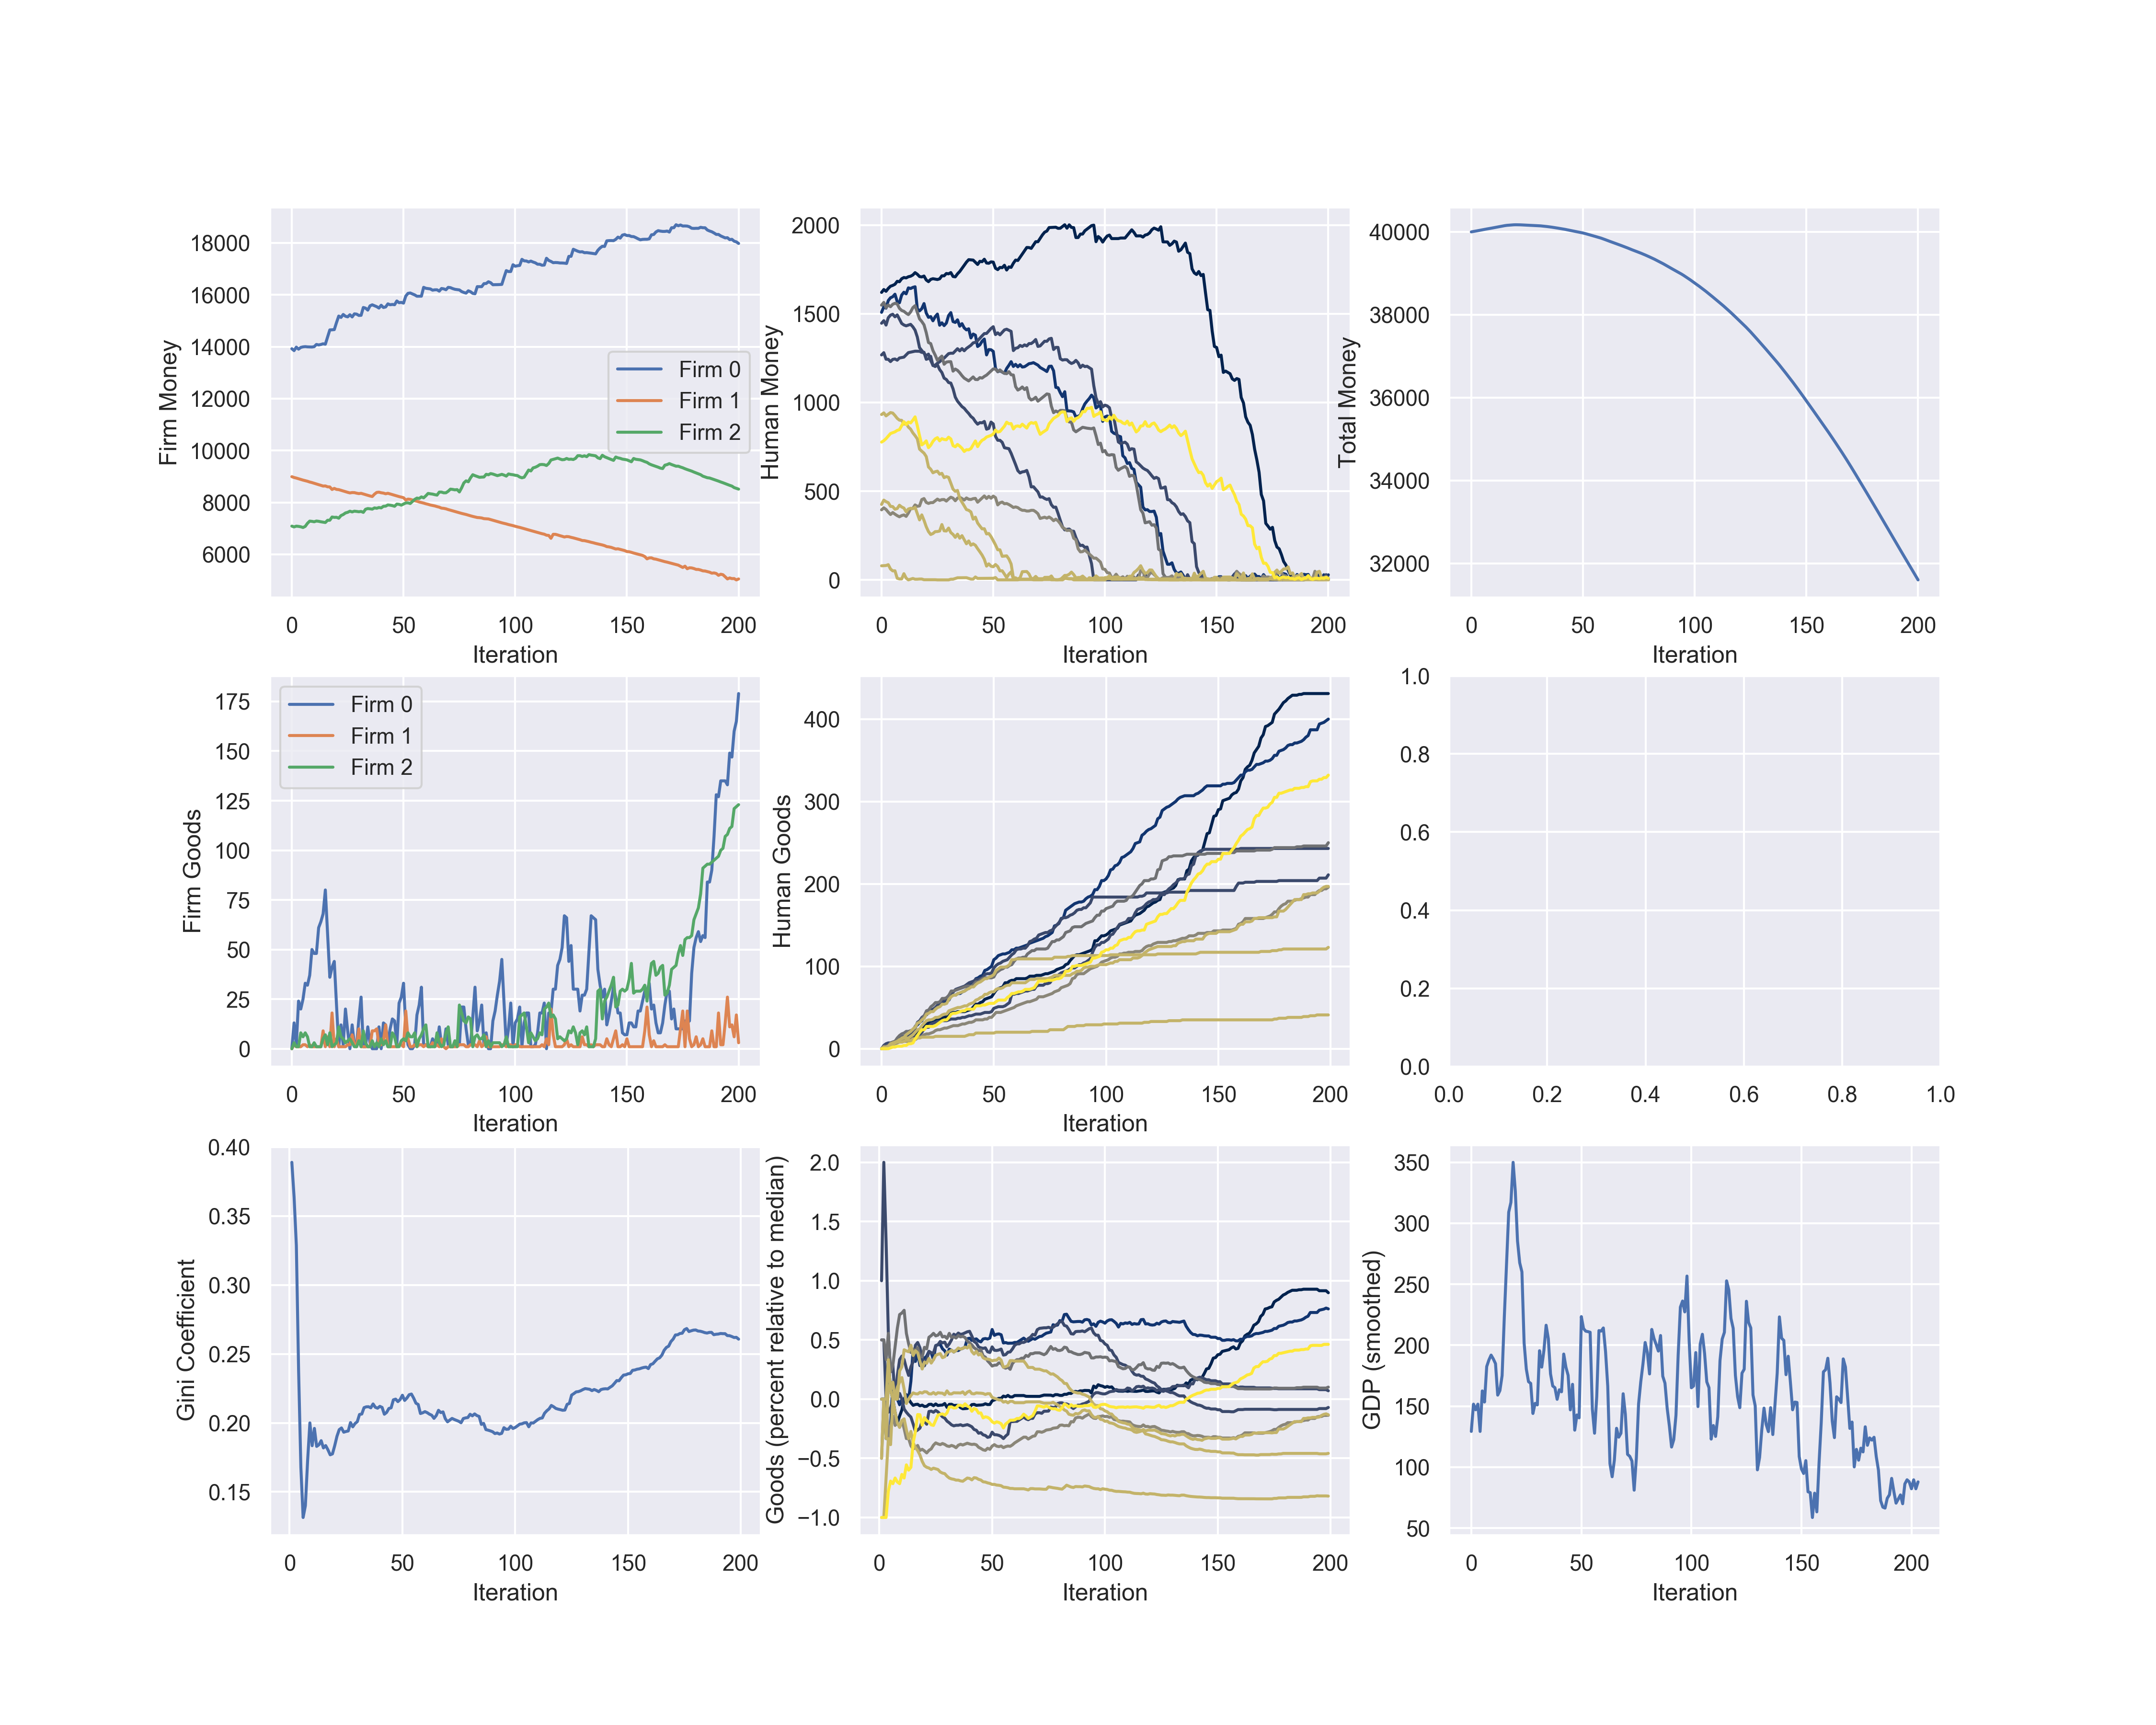 18000
16000
14000
12000
10000
8000
6000
Firm Money
Firm 0
Firm 1
Firm 2
0 50 100 150 200
Iteration
2000
1500
1000
500
0
Human Money
0 50 100 150 200
Iteration
40000
38000
36000
34000
32000
Total Money
0 50 100 150 200
Iteration
175
150
125
100
75
50
25
0
Firm Goods
Firm 0
Firm 1
Firm 2
0 50 100 150 200
Iteration
400
300
200
100
0
Human Goods
0 50 100 150 200
Iteration
1.0
0.8
0.6
0.4
0.2
0.0
0.0 0.2 0.4 0.6 0.8 1.0
0.40
0.35
0.30
0.25
0.20
0.15
Gini Coefficient
0 50 100 150 200
Iteration
2.0
1.5
1.0
0.5
0.0
−0.5
−1.0
Goods (percent relative to median)
0 50 100 150 200
Iteration
350
300
250
200
150
100
50
GDP (smoothed)
0 50 100 150 200
Iteration